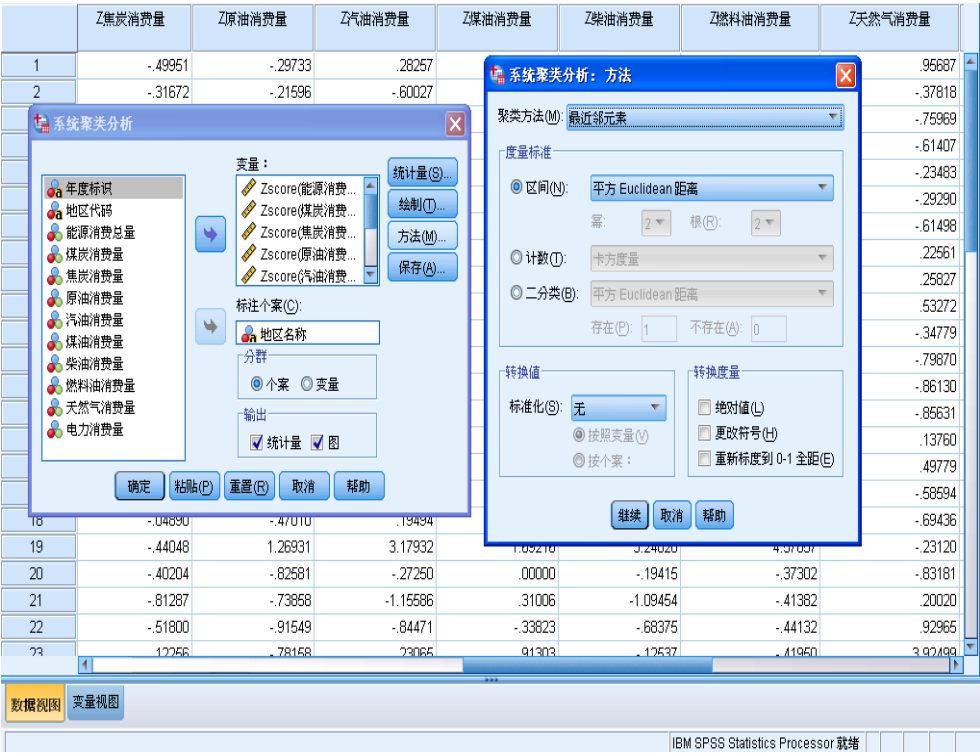 Z焦炭消费量 Z原油消费量 Z汽油消费量 Z煤油消费量 Z柴油消费量 Z燃料油消费量 Z天然气消费量
1 -.49951 -.29733 .28257 .95687
2 -.31672 -.21596 -.60027 -.37818
-.75969
-.61407
-.23483
-.29290
-.61498
.22561
.25827
.53272
-.34779
-.79870
-.86130
-.85631
.13760
.49779
-.58594
系统聚类分析
年度标识
地区代码
能源消费总量
煤炭消费量
焦炭消费量
原油消费量
汽油消费量
煤油消费量
柴油消费量
燃料油消费量
天然气消费量
电力消费量
变量：
Zscore(能源消费...
Zscore(煤炭消费...
Zscore(焦炭消费...
Zscore(原油消费...
Zscore(汽油消费...
标注个案(C):
地区名称
分群
个案 变量
输出
统计量 图
统计量(S)...
绘制(T)...
方法(M)...
保存(A)...
确定 粘贴(P) 重置(R) 取消 帮助
系统聚类分析：方法
聚类方法(M): 最近邻元素
度量标准
区间(N): 平方 Euclidean 距离
幂: 2 根(R): 2
计数(T): 卡方度量
二分类(B): 平方 Euclidean 距离
存在(P): 1 不存在(A): 0
转换值
标准化(S): 无
按照变量(V)
按个案：
转换度量
绝对值(L)
更改符号(H)
重新标度到 0-1 全距(E)
继续 取消 帮助
18 -.04890 -.47010 .19494 -.69436
19 -.44048 1.26931 3.17932 -.23120
20 -.40204 -.82581 -.27250 .00000 -.19415 -.37302 -.83181
21 -.81287 -.73858 -1.15586 .31006 -1.09454 -.41382 .20020
22 -.51800 -.91549 -.84471 -.33823 -.68375 -.44132 .92965
23 .12256 -.78158 .23065 .91303 -.12537 -.41950 3.92499
数据视图 变量视图
IBM SPSS Statistics Processor 就绪